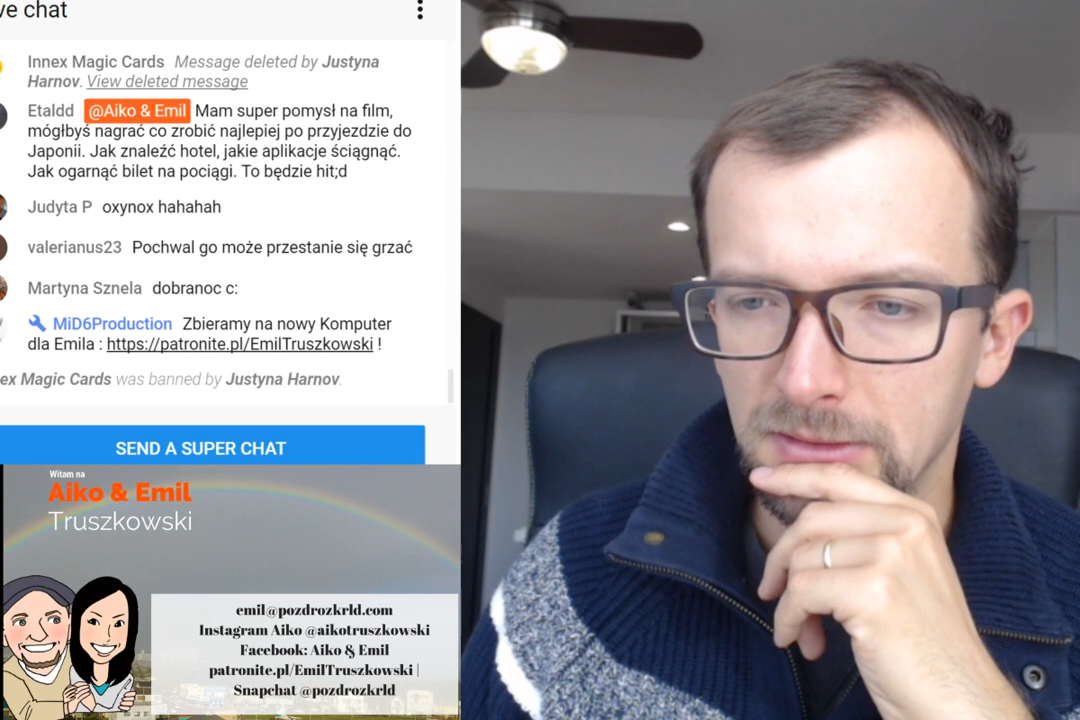 ve chat
Innex Magic Cards Message deleted by Justyna
Harnov. View deleted message
Etaldd @Aiko & Emil Mam super pomysł na film,
mógłbyś nagrać co zrobić najlepiej po przyjezdzie do
Japonii. Jak znaleźć hotel, jakie aplikacje ściągnąć.
Jak ogarnąć bilet na pociągi. To będzie hit;d
Judyta P oxynox hahahah
valerianus23 Pochwal go może przestanie się grzać
Martyna Sznela dobranoc c:
MiD6Production Zbieramy na nowy Komputer
dla Emila : https://patronite.pl/EmilTruszkowski !
ex Magic Cards was banned by Justyna Harnov.
SEND A SUPER CHAT
Witam na
Aiko & Emil
Truszkowski
emil@pozdrozkrld.com
Instagram Aiko @aikotruszkowski
Facebook: Aiko & Emil
patronite.pl/EmilTruszkowski |
Snapchat @pozdrozkrld